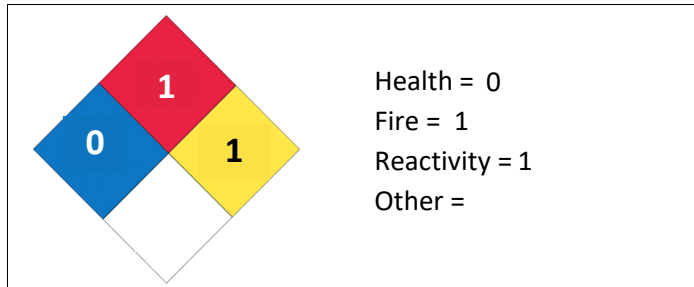 1
0
1
Health = 0
Fire = 1
Reactivity = 1
Other =